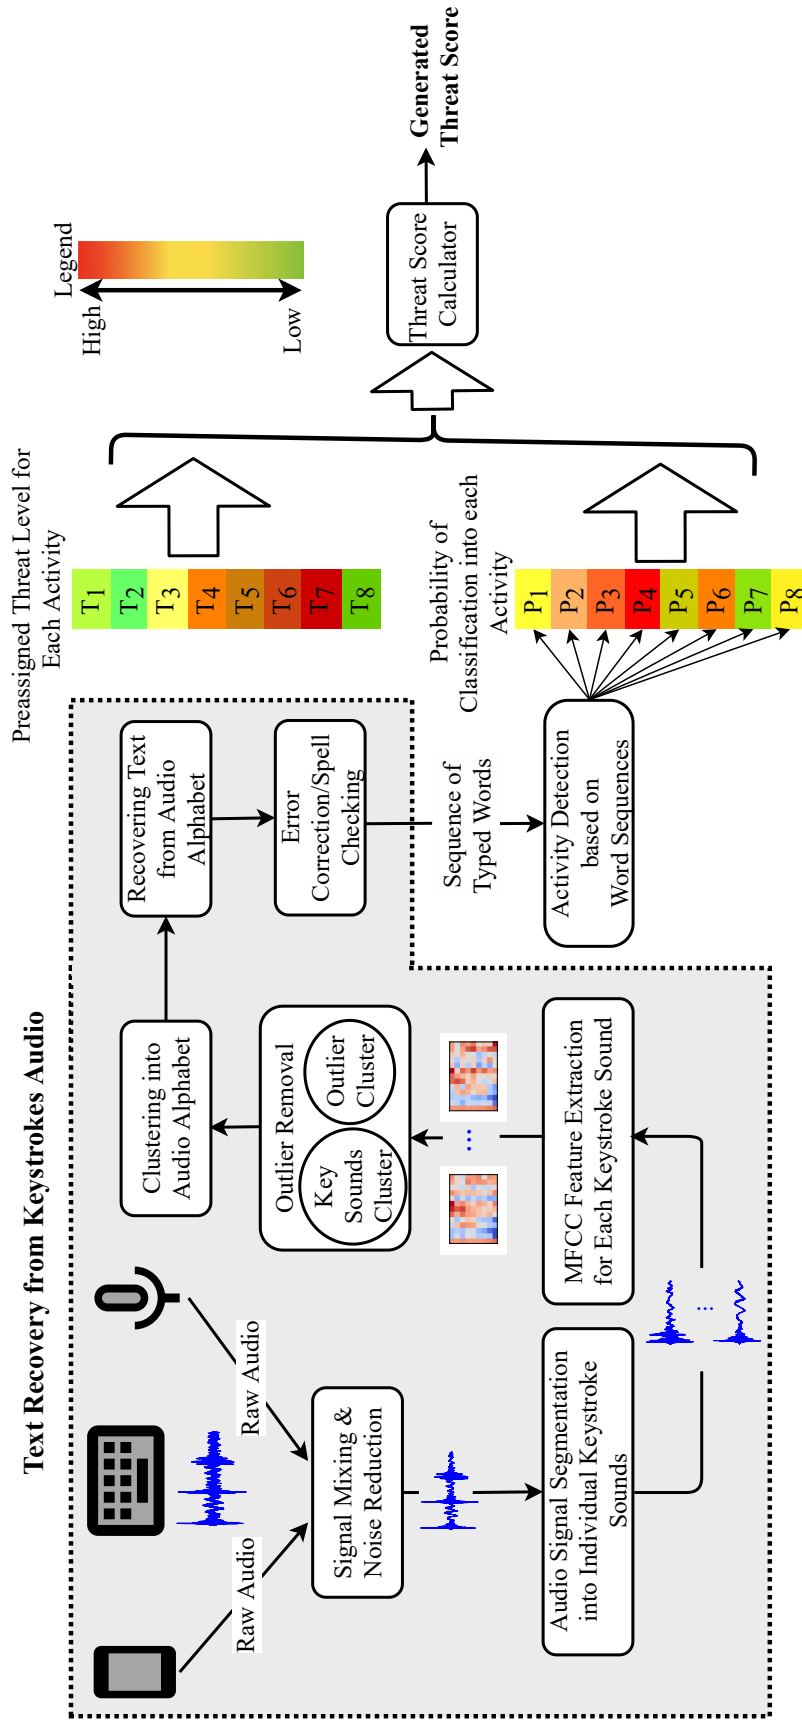 Text Recovery from Keystrokes Audio
Raw Audio
Raw Audio
Signal Mixing &
Noise Reduction
Audio Signal Segmentation
into Individual Keystroke
Sounds
...
MFCC Feature Extraction
for Each Keystroke Sound
...
Outlier Removal
Key
Sounds
Cluster
Outlier
Cluster
Clustering into
Audio Alphabet
Recovering Text
from Audio
Alphabet
Error
Correction/Spell
Checking
Sequence of
Typed Words
Activity Detection
based on
Word Sequences
Preassigned Threat Level for
Each Activity
T1
T2
T3
T4
T5
T6
T7
T8
Probability of
Classification into each
Activity
P1
P2
P3
P4
P5
P6
P7
P8
Legend
High
Low
Threat Score
Calculator
Generated
Threat Score